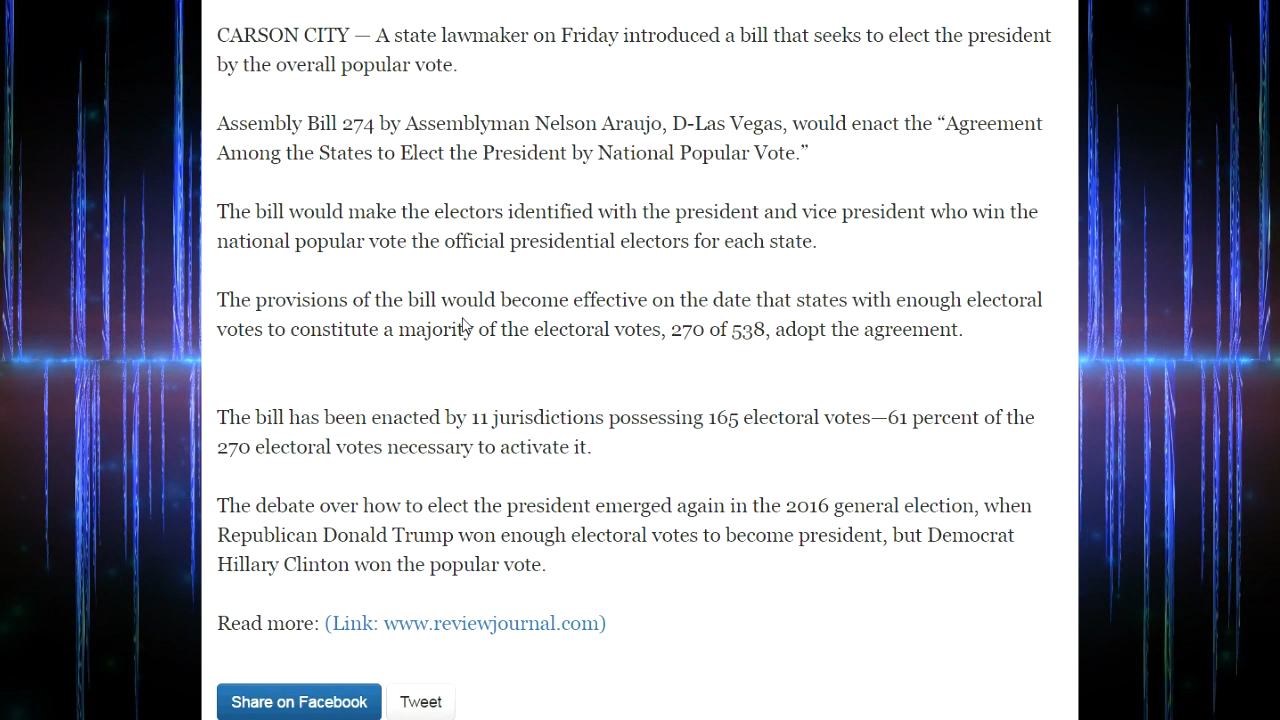 CARSON CITY — A state lawmaker on Friday introduced a bill that seeks to elect the president
by the overall popular vote.
Assembly Bill 274 by Assemblyman Nelson Araujo, D-Las Vegas, would enact the “Agreement
Among the States to Elect the President by National Popular Vote.”
The bill would make the electors identified with the president and vice president who win the
national popular vote the official presidential electors for each state.
The provisions of the bill would become effective on the date that states with enough electoral
votes to constitute a majority of the electoral votes, 270 of 538, adopt the agreement.
The bill has been enacted by 11 jurisdictions possessing 165 electoral votes—61 percent of the
270 electoral votes necessary to activate it.
The debate over how to elect the president emerged again in the 2016 general election, when
Republican Donald Trump won enough electoral votes to become president, but Democrat
Hillary Clinton won the popular vote.
Read more: (Link: www.reviewjournal.com)
Share on Facebook Tweet